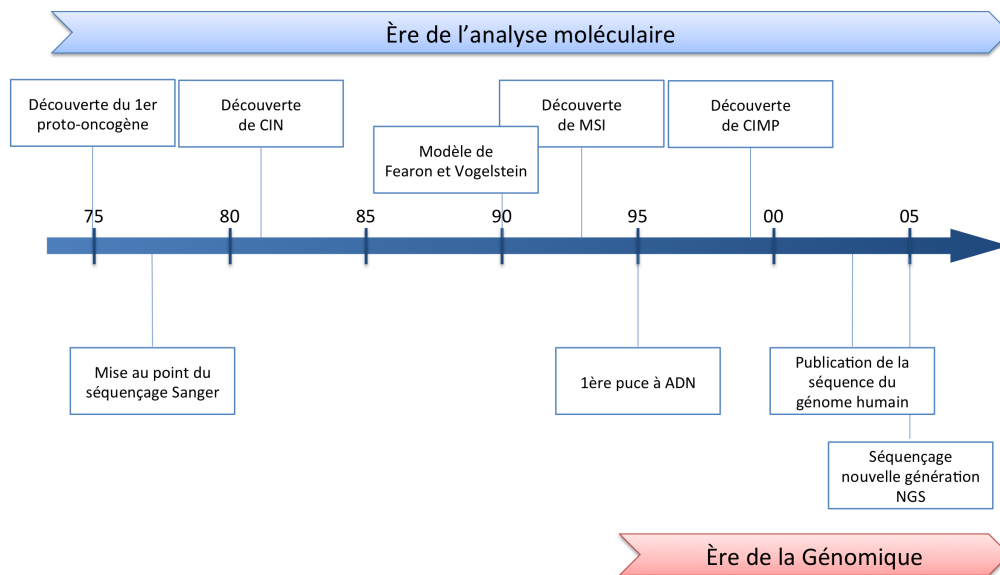 Ère de l’analyse moléculaire
Découverte du 1er
proto-oncogène
Découverte
de CIN
Modèle de
Fearon et Vogelstein
Découverte
de MSI
Découverte
de CIMP
75
80
85
90
95
00
05
Mise au point du
séquençage Sanger
1ère puce à ADN
Publication de la
séquence du
génome humain
Séquençage
nouvelle génération
NGS
Ère de la Génomique